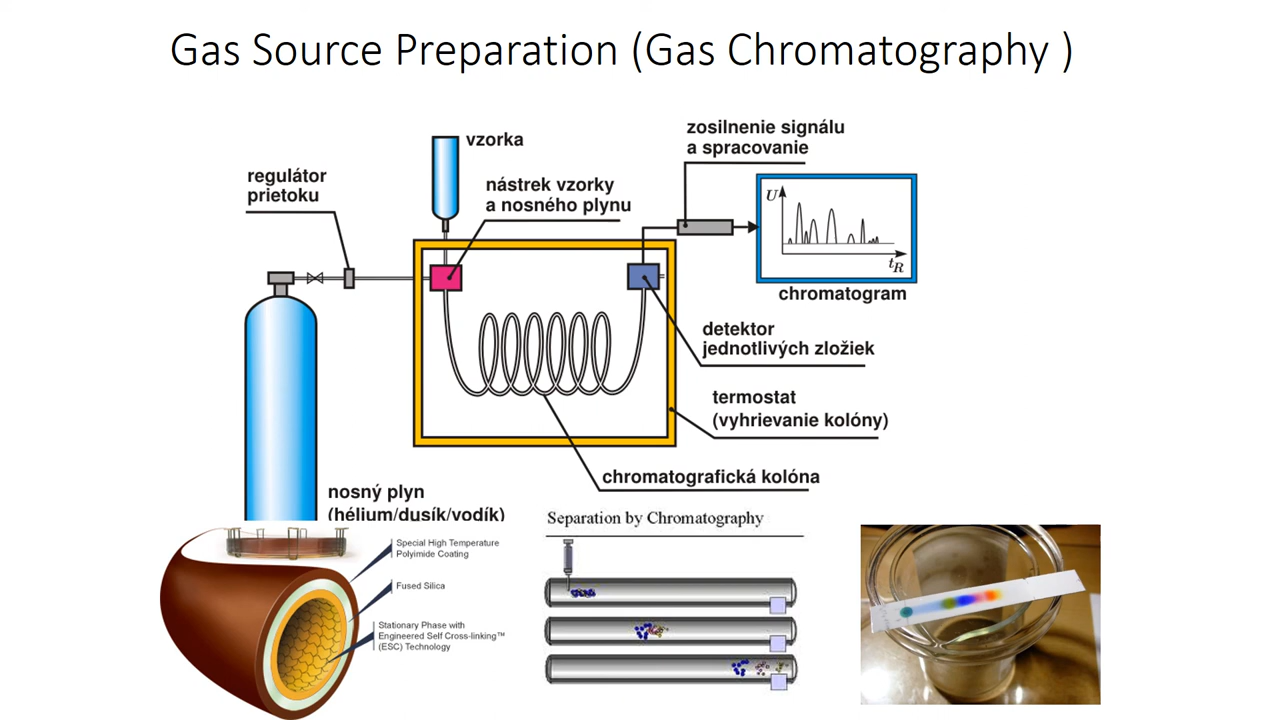 Gas Source Preparation (Gas Chromatography )
vzorka
zosilnenie signálu
a spracovanie
regulátor
prietoku
nástrek vzorky
a nosného plynu
U
t_R
chromatogram
detektor
jednotlivých zložiek
termostat
(vyhrievanie kolóny)
chromatografická kolóna
nosný plyn
(hélium/dusík/vodík)
Special High Temperature
Polyimide Coating
Fused Silica
Stationary Phase with
Engineered Self Cross-linking™
(ESC) Technology
Separation by Chromatography